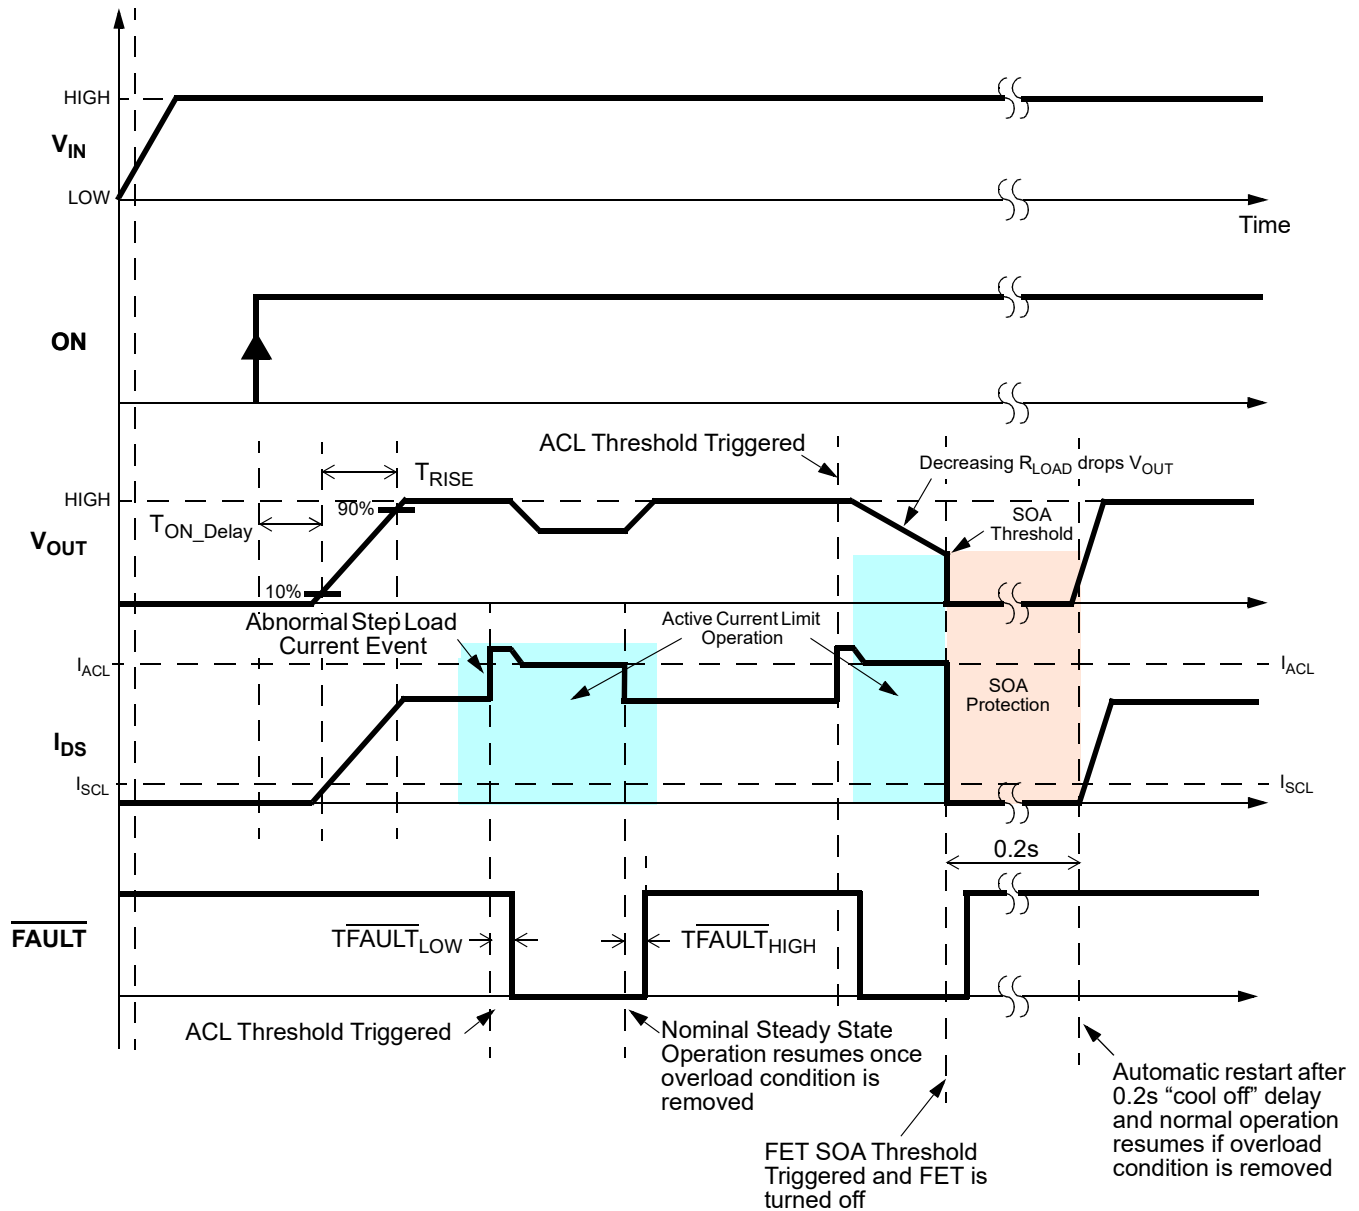 HIGH
VIN
LOW
Time
ON
ACL Threshold Triggered
Decreasing RLOAD drops VOUT
TRISE
HIGH
90%
TON_Delay
SOA
Threshold
VOUT
10%
Abnormal Step Load
Current Event
Active Current Limit
Operation
IACL
IACL
SOA
Protection
IDS
ISCL
ISCL
0.2s
FAULT
TFAULTLOW
TFAULTHIGH
ACL Threshold Triggered
Nominal Steady State
Operation resumes once
overload condition is
removed
Automatic restart after
0.2s “cool off” delay
and normal operation
resumes if overload
condition is removed
FET SOA Threshold
Triggered and FET is
turned off